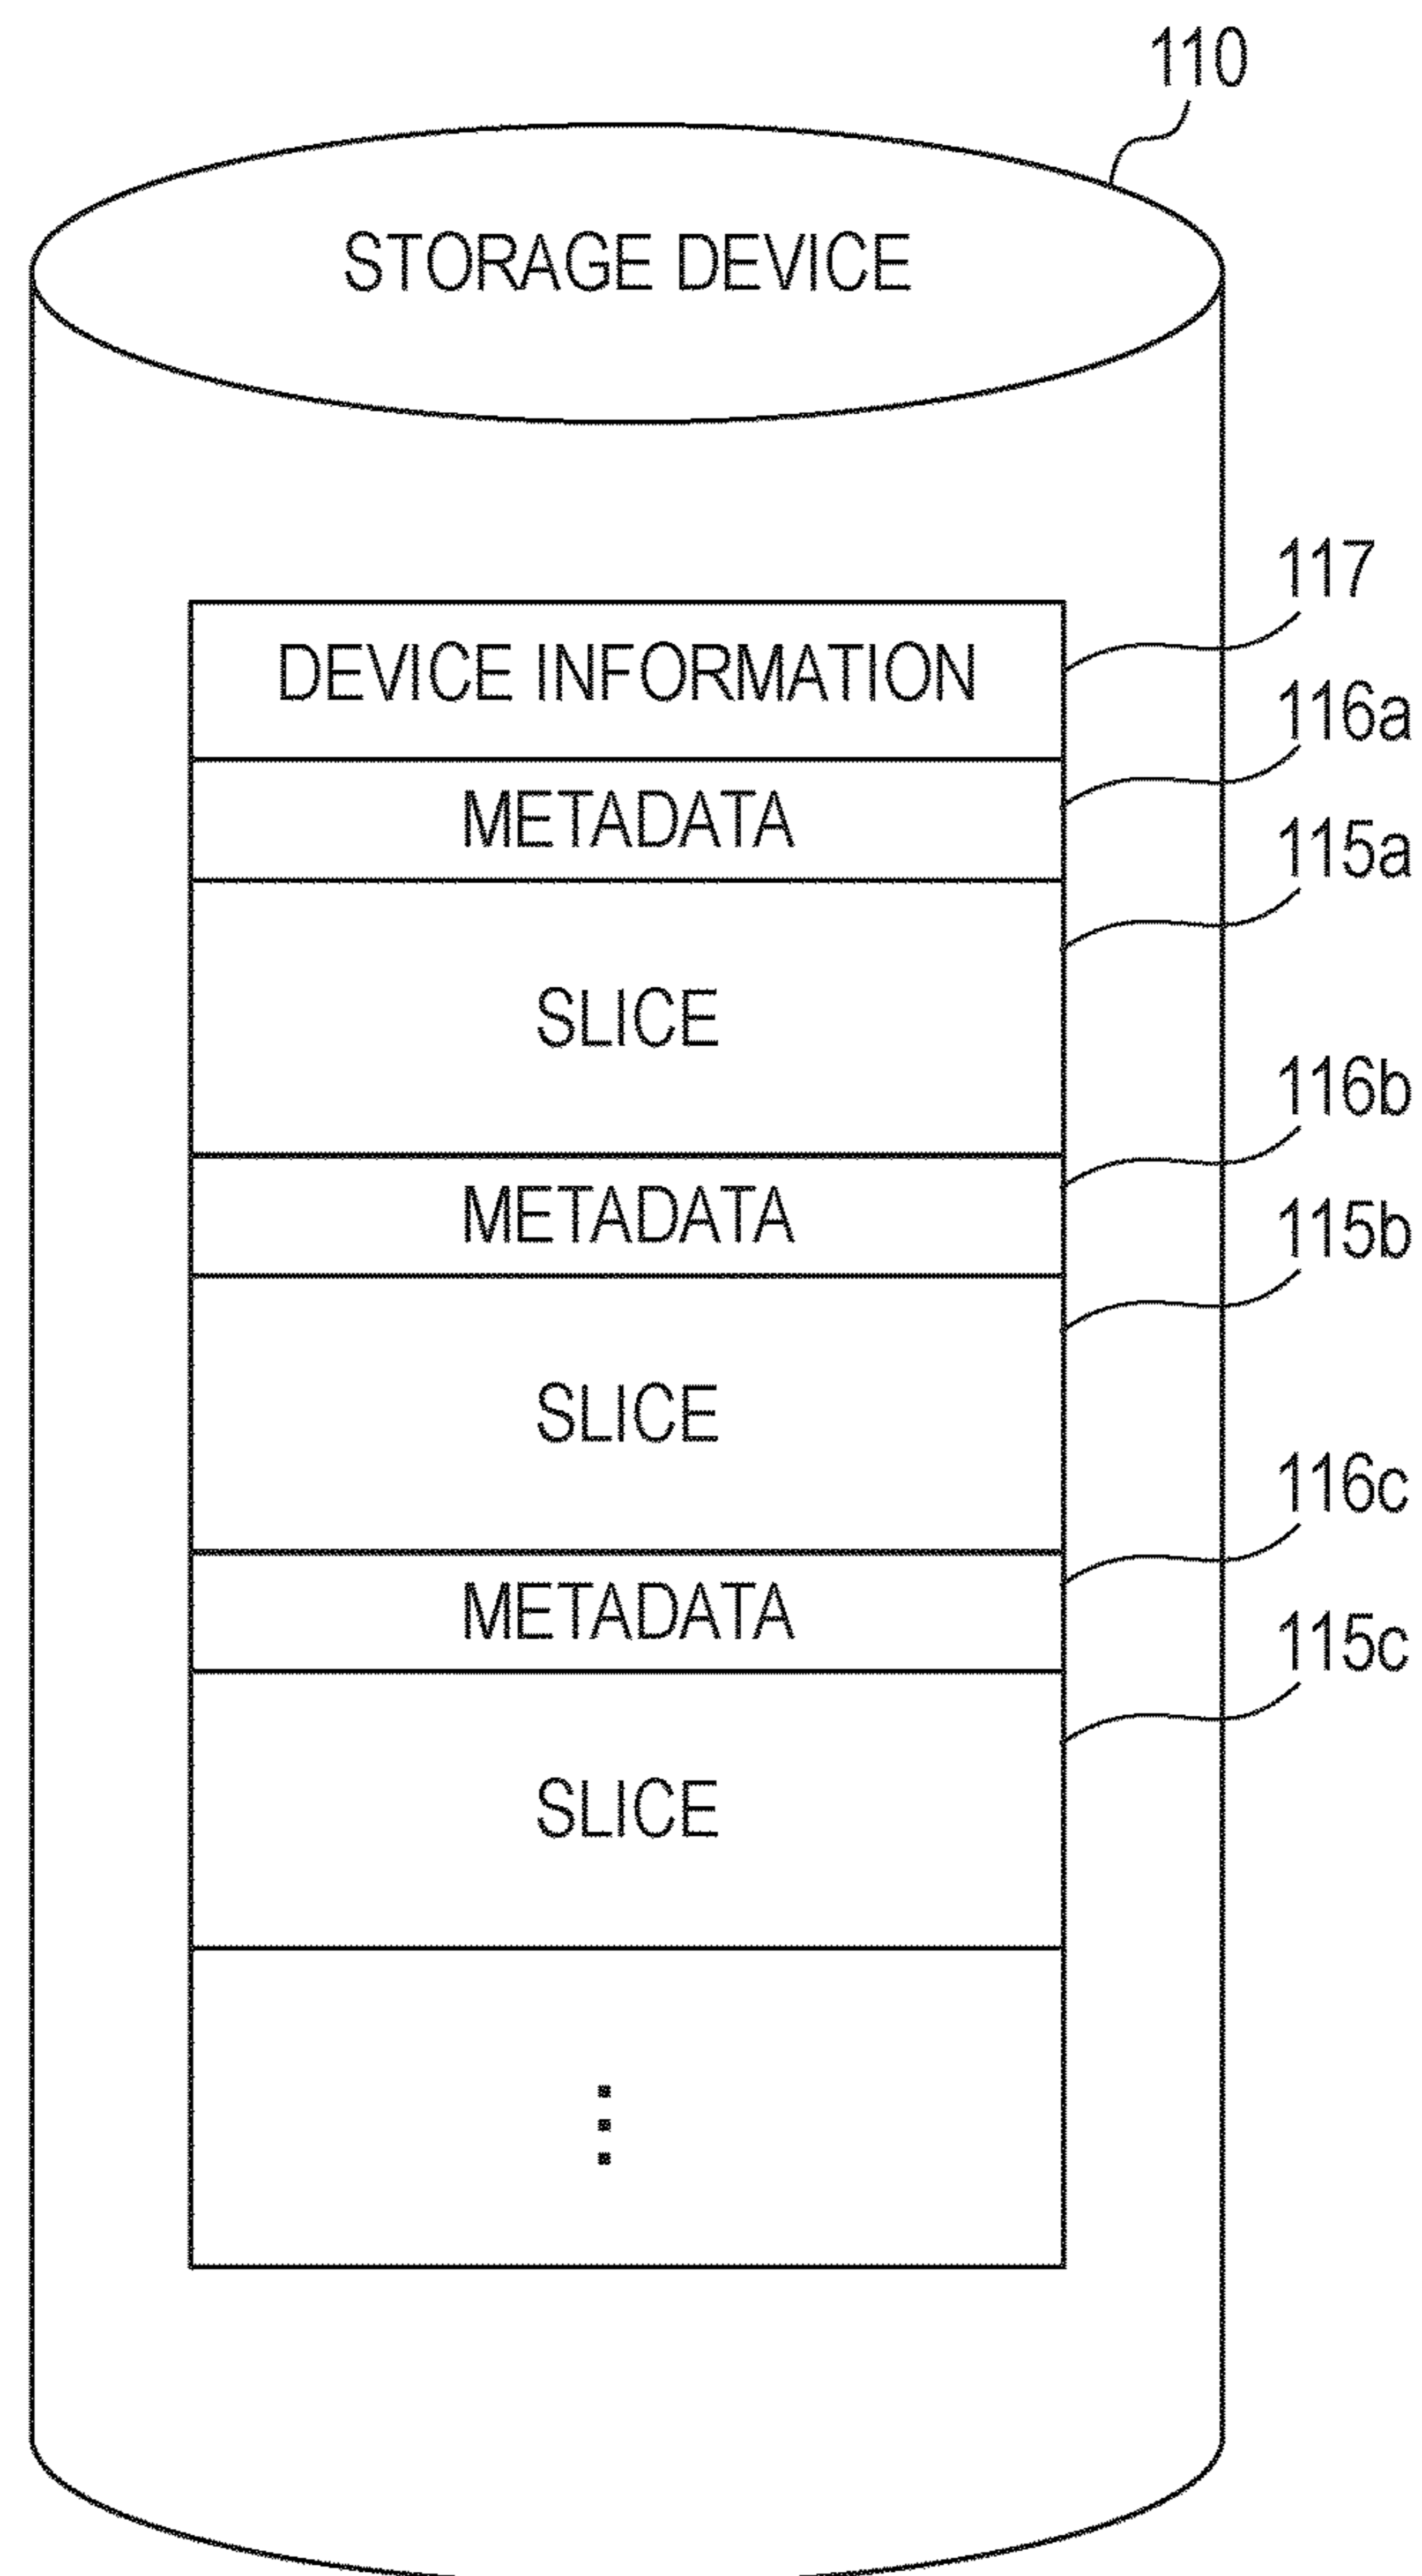 110
STORAGE DEVICE
117
DEVICE INFORMATION
116a
METADATA
115a
SLICE
116b
METADATA
115b
SLICE
116c
METADATA
115c
SLICE
⋮